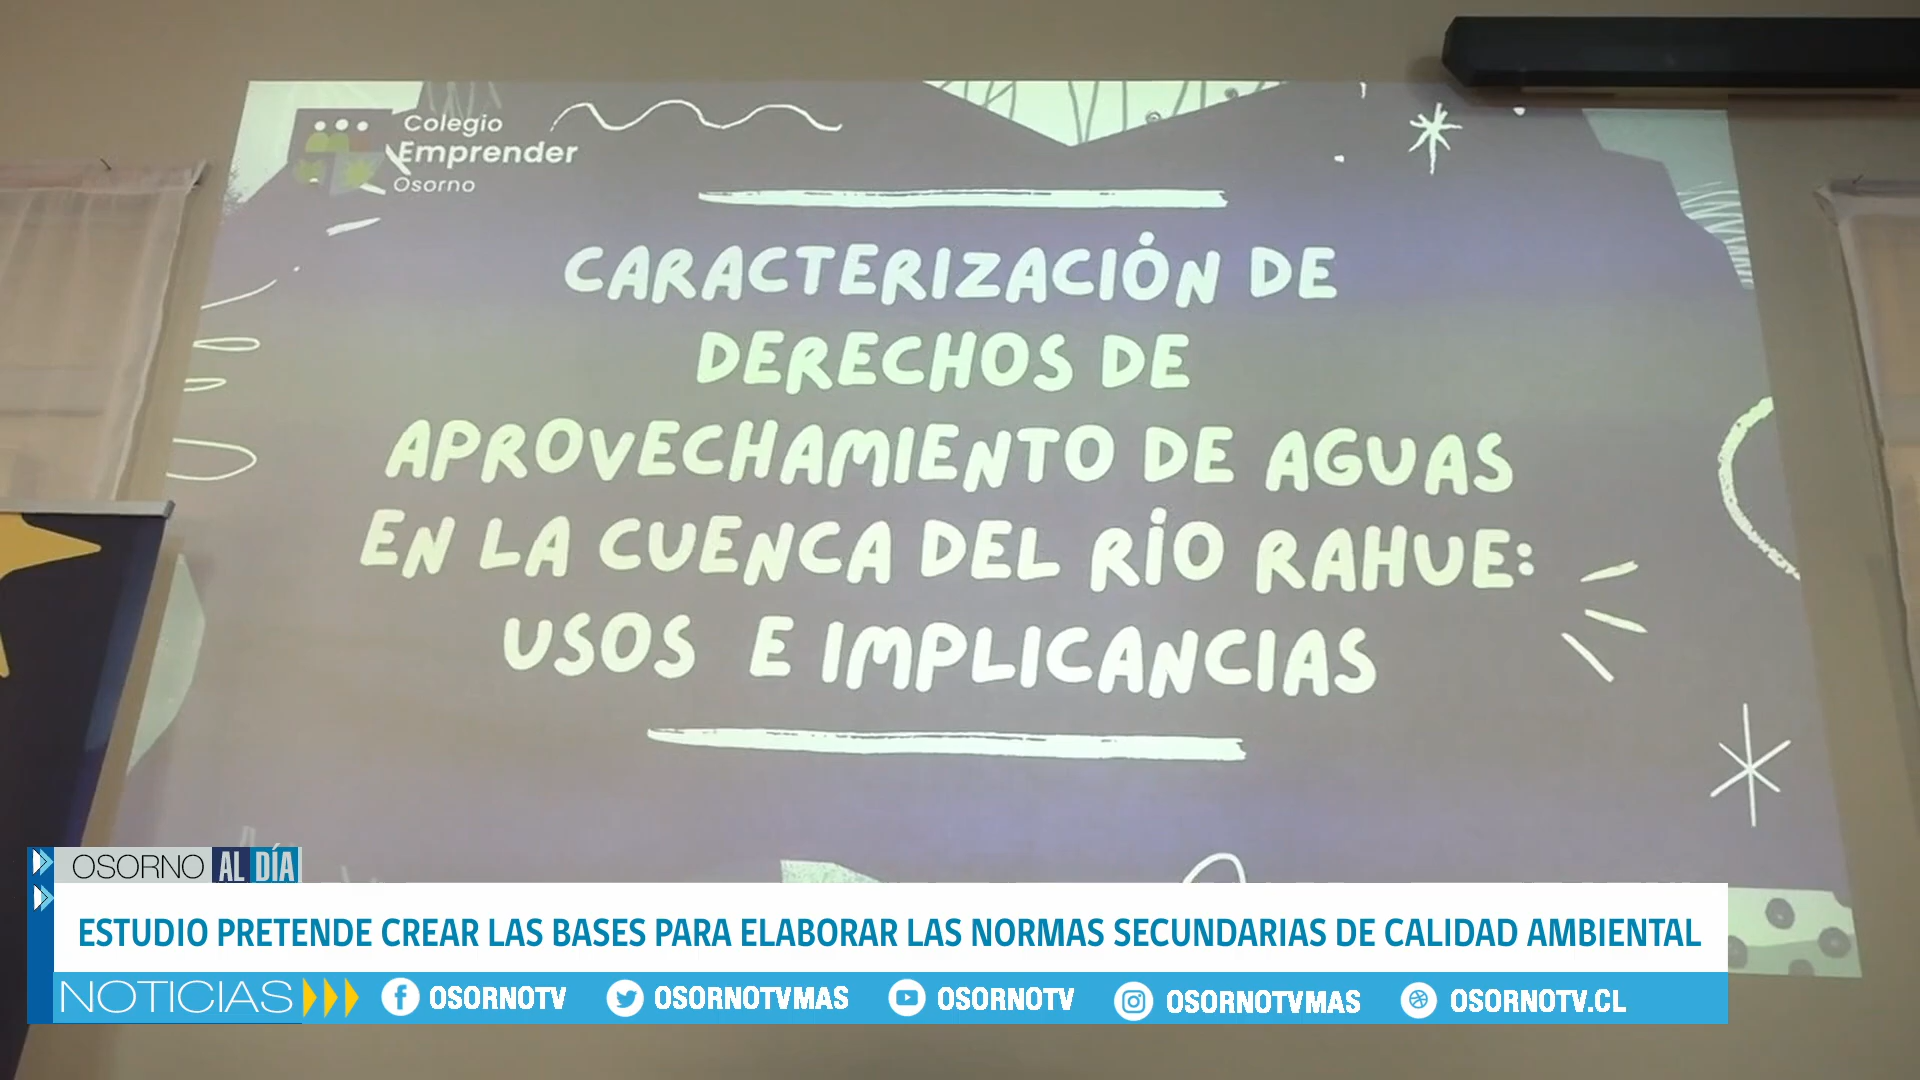 Colegio
Emprender
Osorno
CARACTERIZACIÓN DE
DERECHOS DE
APROVECHAMIENTO DE AGUAS
EN LA CUENCA DEL RÍO RAHUE:
USOS E IMPLICANCIAS
OSORNO AL DÍA
ESTUDIO PRETENDE CREAR LAS BASES PARA ELABORAR LAS NORMAS SECUNDARIAS DE CALIDAD AMBIENTAL
NOTICIAS OSORNOTV OSORNOTVMAS OSORNOTV OSORNOTVMAS OSORNOTV.CL